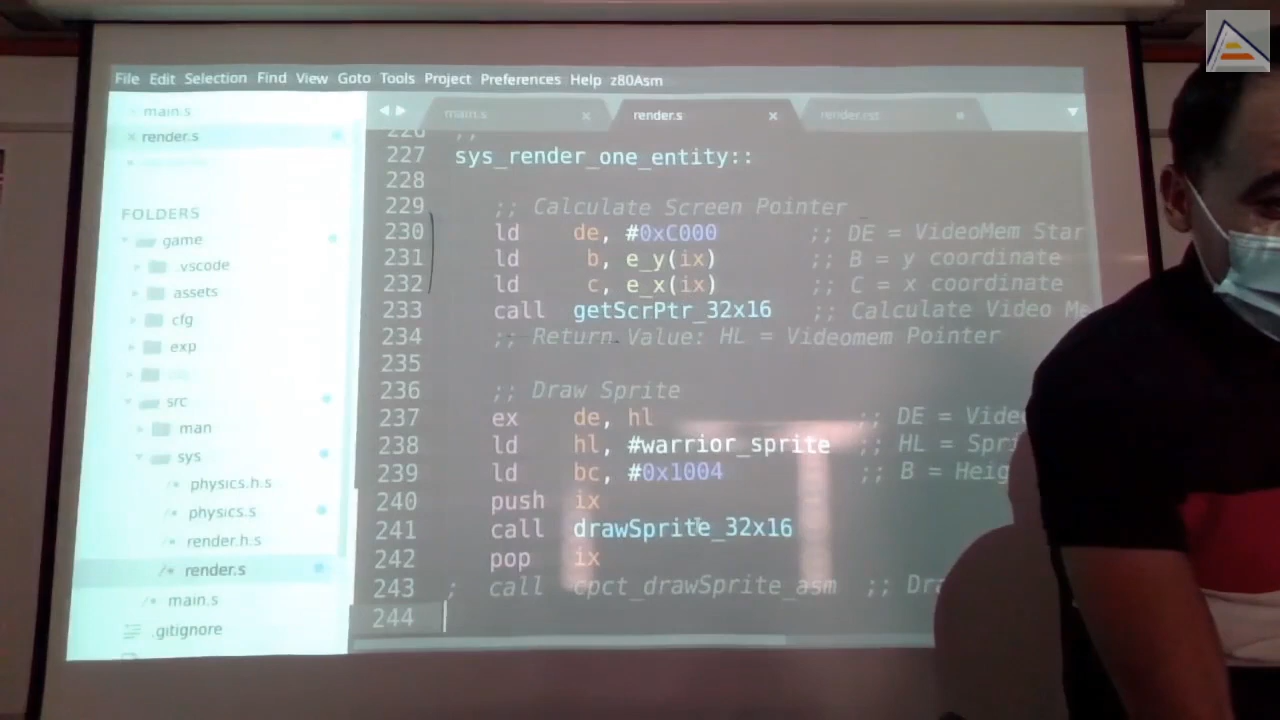 File Edit Selection Find View Goto Tools Project Preferences Help z80Asm
main.s
render.s
FOLDERS
game
.vscode
assets
cfg
exp
src
man
sys
physics.h.s
physics.s
render.h.s
render.s
main.s
.gitignore
main.s render.s render.rst
226 ;;
227 sys_render_one_entity::
228
229 ;; Calculate Screen Pointer
230 ld de, #0xC000 ;; DE = VideoMem Star
231 ld b, e_y(ix) ;; B = y coordinate
232 ld c, e_x(ix) ;; C = x coordinate
233 call getScrPtr_32x16 ;; Calculate Video Me
234 ;; Return Value: HL = Videomem Pointer
235
236 ;; Draw Sprite
237 ex de, hl ;; DE = Vide
238 ld hl, #warrior_sprite ;; HL = Spri
239 ld bc, #0x1004 ;; B = Heig
240 push ix
241 call drawSprite_32x16
242 pop ix
243 ; call cpct_drawSprite_asm ;; Dra
244